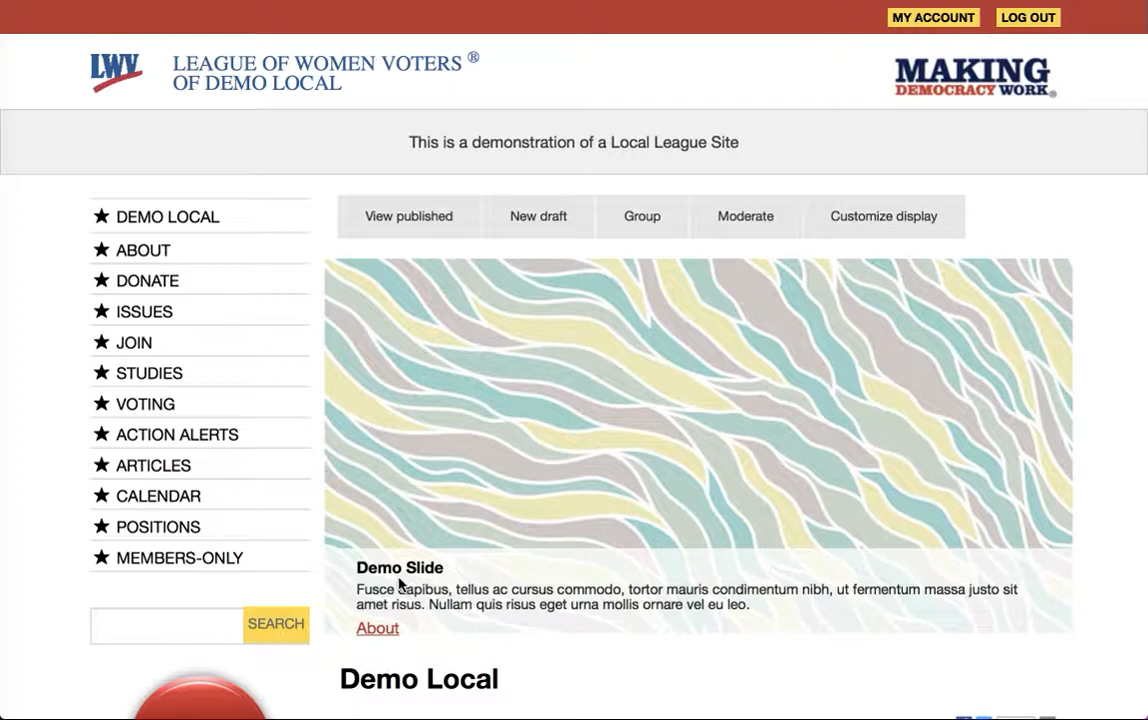 MY ACCOUNT
LOG OUT
LWV
LEAGUE OF WOMEN VOTERS ®
OF DEMO LOCAL
MAKING
DEMOCRACY WORK®
This is a demonstration of a Local League Site
DEMO LOCAL
ABOUT
DONATE
ISSUES
JOIN
STUDIES
VOTING
ACTION ALERTS
ARTICLES
CALENDAR
POSITIONS
MEMBERS-ONLY
SEARCH
View published
New draft
Group
Moderate
Customize display
Demo Slide
Fusce dapibus, tellus ac cursus commodo, tortor mauris condimentum nibh, ut fermentum massa justo sit
amet risus. Nullam quis risus eget urna mollis ornare vel eu leo.
About
Demo Local